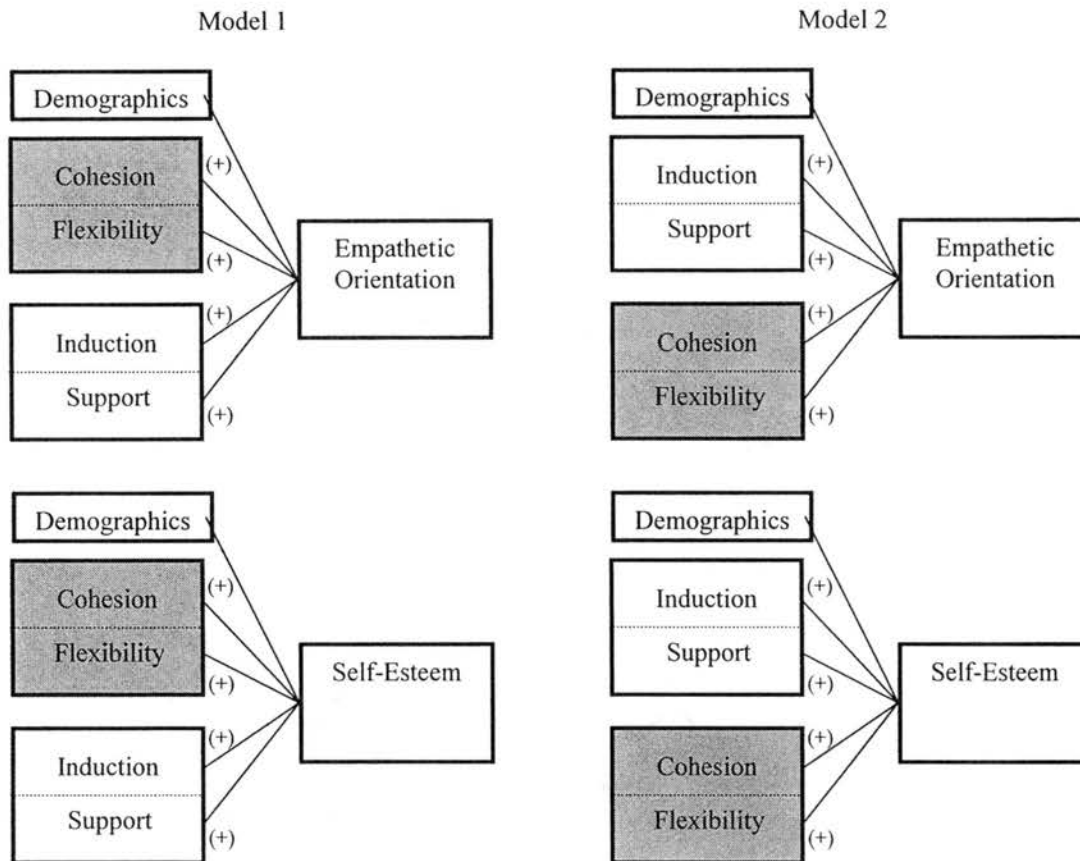 Model 1
Demographics
Cohesion
(+)
Flexibility
(+)
Induction
(+)
Support
(+)
Empathetic
Orientation
Model 2
Demographics
Induction
(+)
Support
(+)
Cohesion
(+)
Flexibility
(+)
Empathetic
Orientation
Demographics
Cohesion
(+)
Flexibility
(+)
Induction
(+)
Support
(+)
Self-Esteem
Demographics
Induction
(+)
Support
(+)
Cohesion
(+)
Flexibility
(+)
Self-Esteem